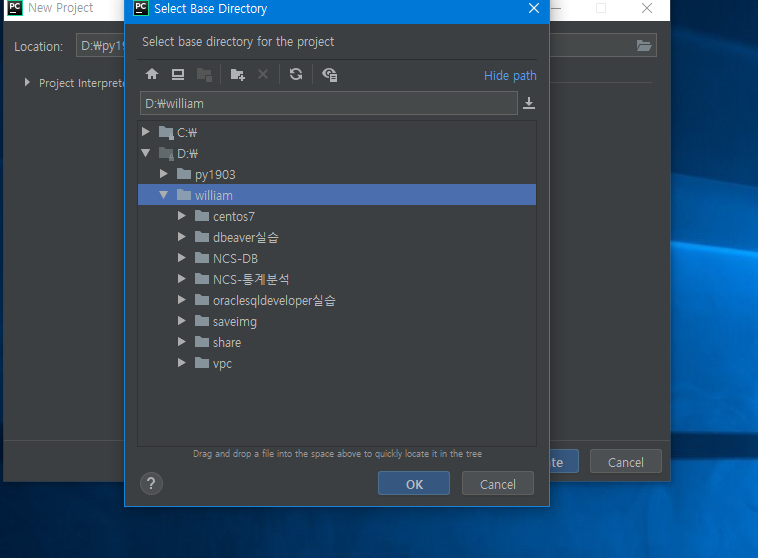 PC New Project
PC Select Base Directory
Select base directory for the project
Location: D:₩py19
Project Interprete
Hide path
D:₩william
C:₩
D:₩
py1903
william
centos7
dbeaver실습
NCS-DB
NCS-통계분석
oraclesqldeveloper실습
saveimg
share
vpc
Drag and drop a file into the space above to quickly locate it in the tree
? OK Cancel
te Cancel